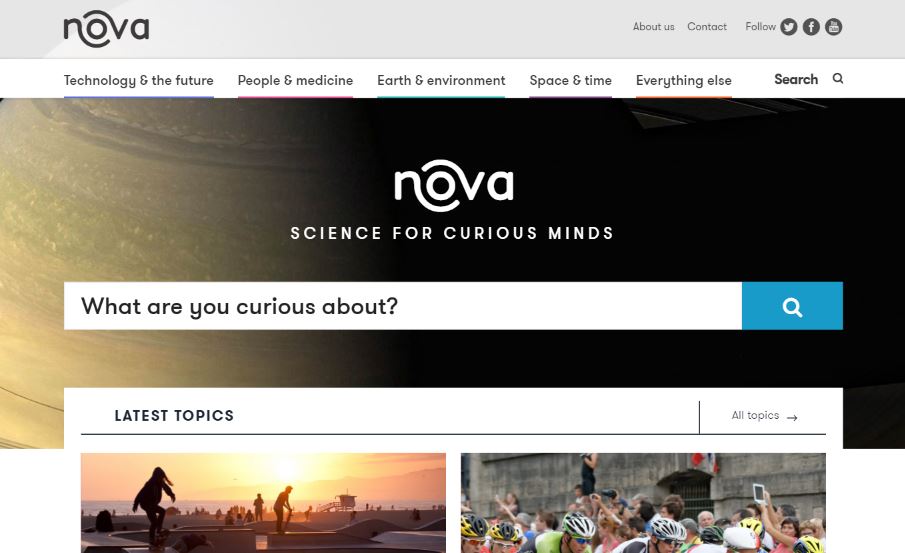 nova
About us Contact Follow
Technology & the future People & medicine Earth & environment Space & time Everything else Search
nova
SCIENCE FOR CURIOUS MINDS
What are you curious about?
LATEST TOPICS All topics →